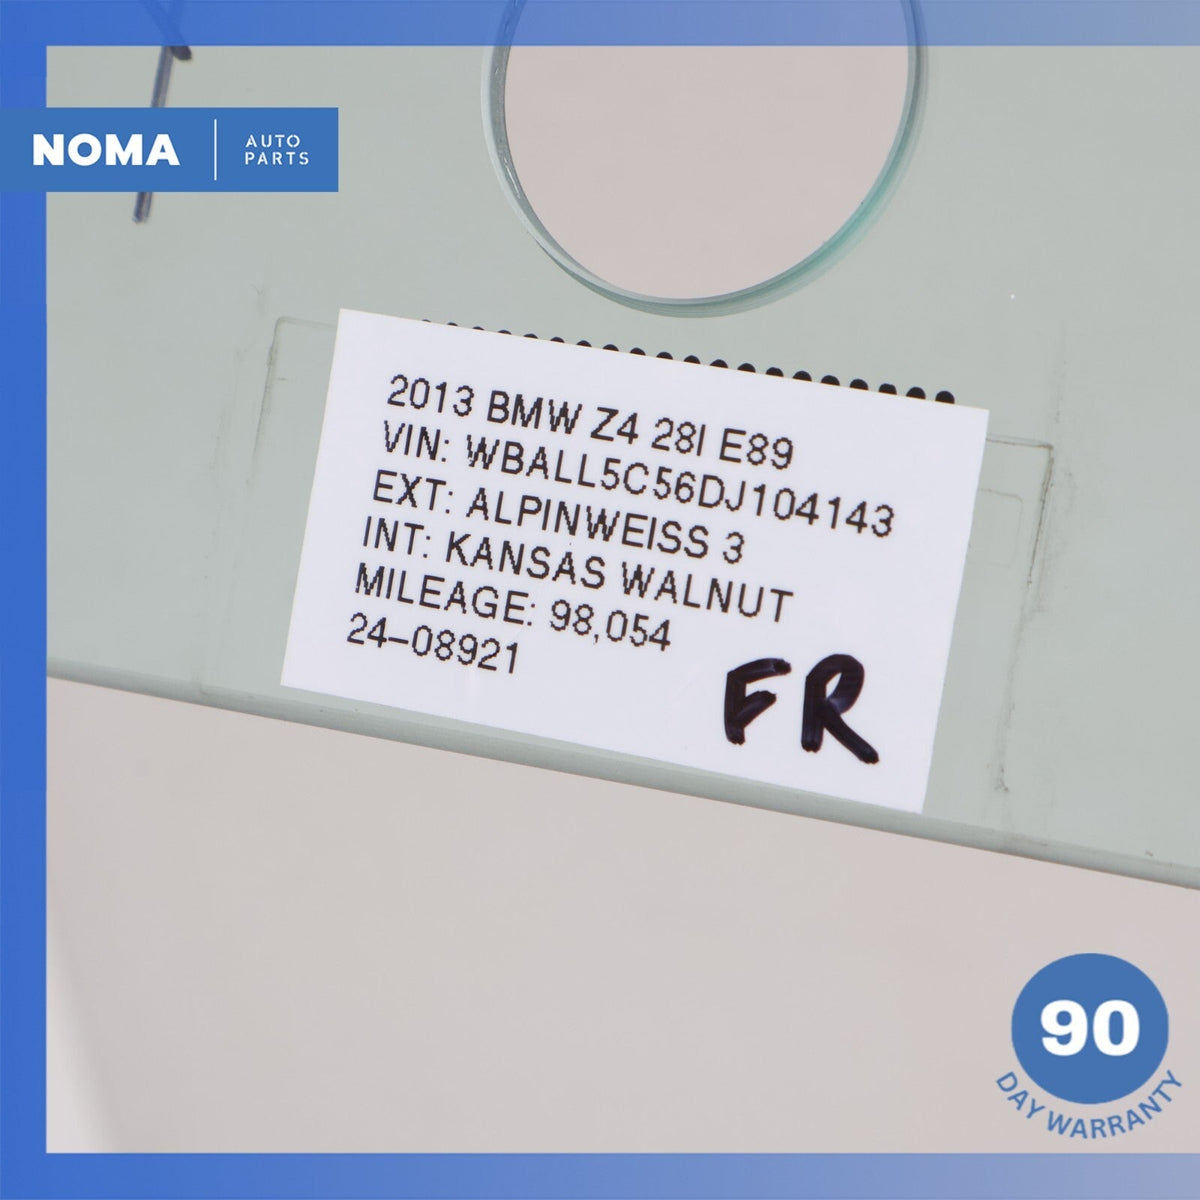 NOMA
AUTO
PARTS
2013 BMW Z4 28I E89
VIN: WBALL5C56DJ104143
EXT: ALPINWEISS 3
INT: KANSAS WALNUT
MILEAGE: 98,054
24-08921
FR
90
DAY WARRANTY